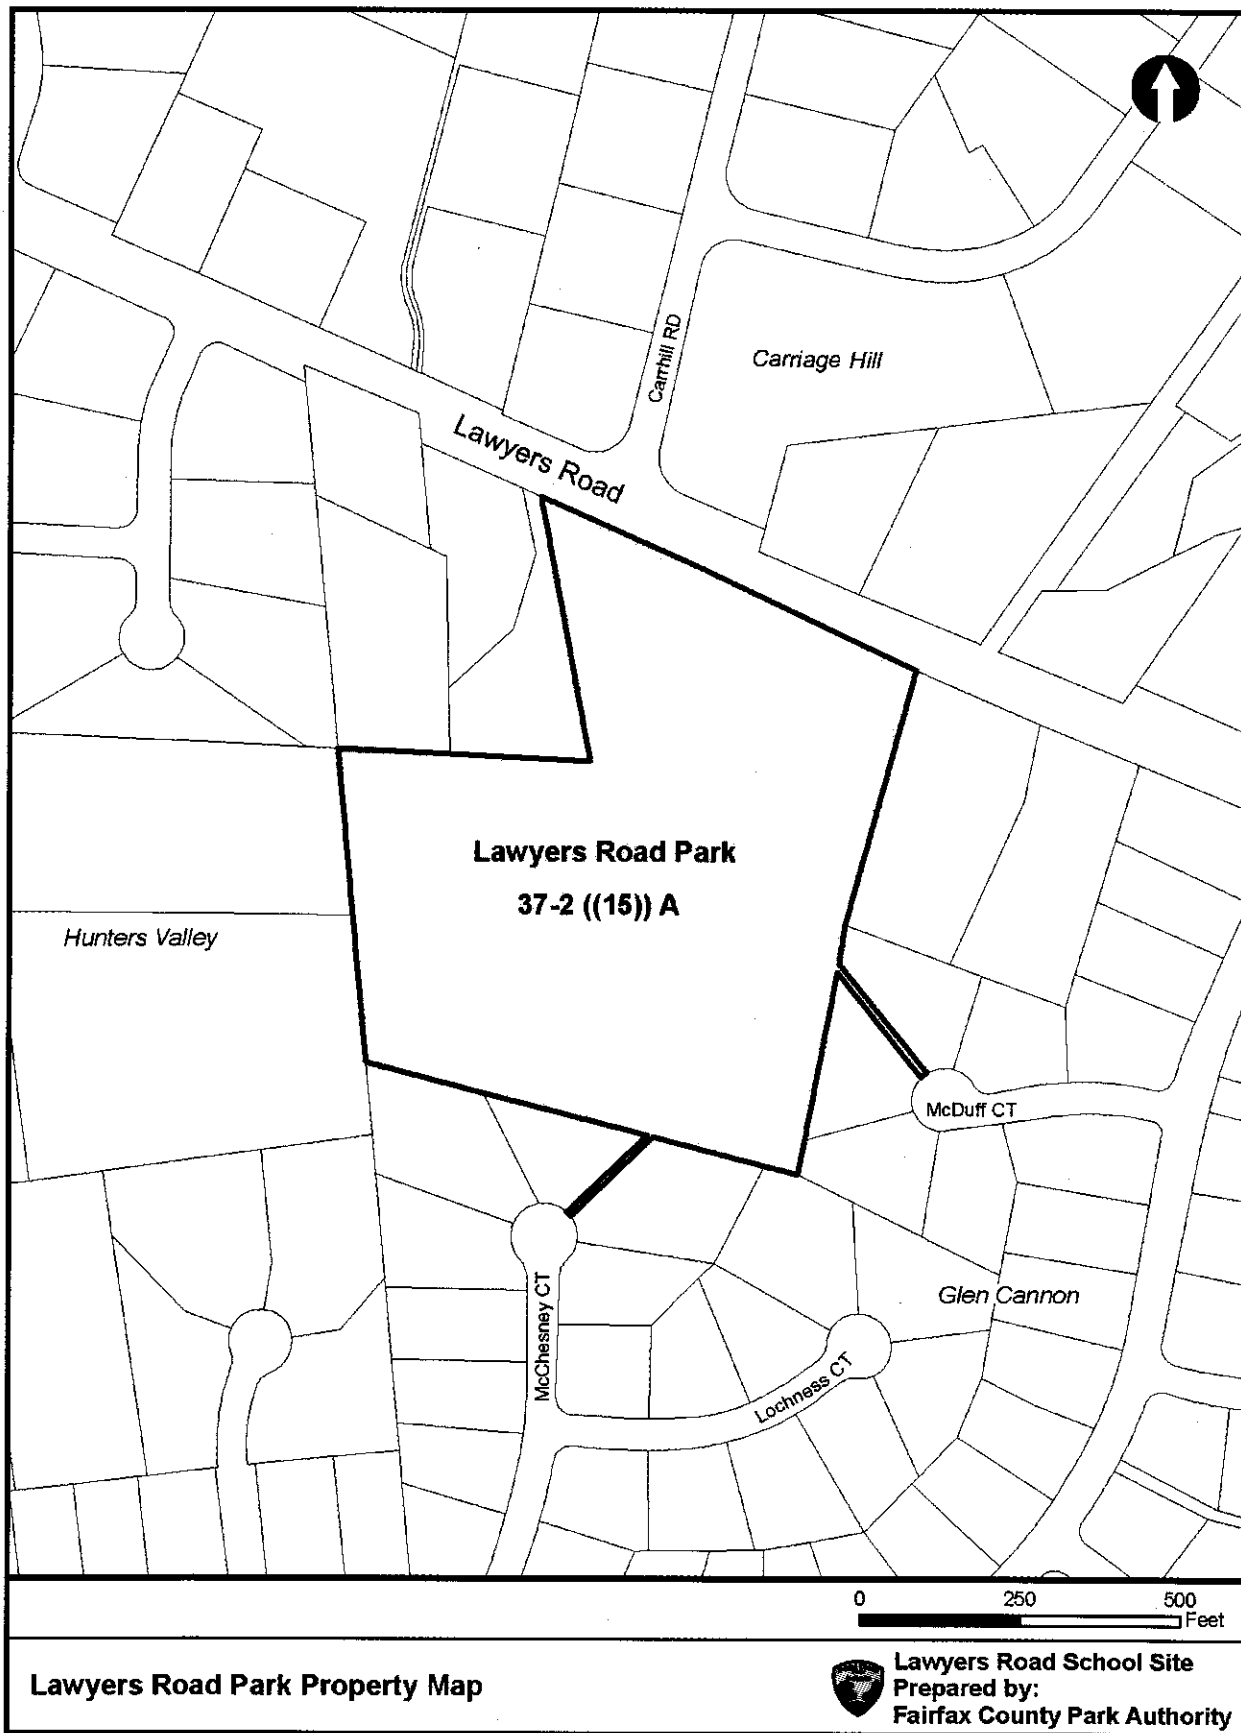 Carrhill RD
Carriage Hill
Lawyers Road
Lawyers Road Park
37-2 ((15)) A
Hunters Valley
McDuff CT
McChesney CT
Glen Cannon
Lochness CT
0 250 500
Feet
Lawyers Road Park Property Map
Lawyers Road School Site
Prepared by:
Fairfax County Park Authority